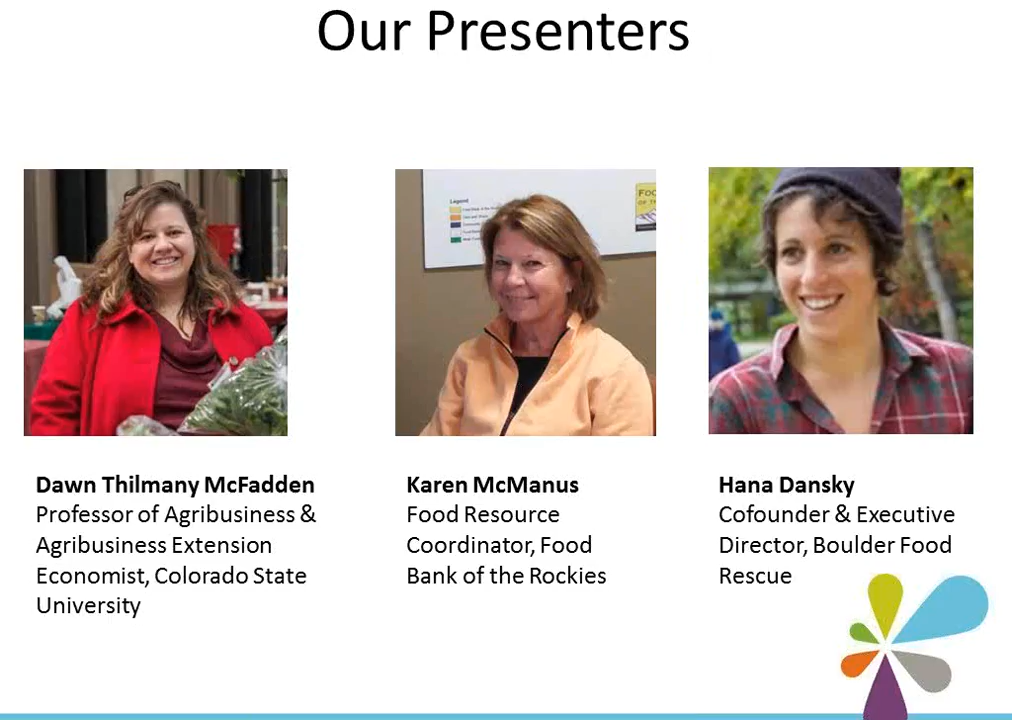 Our Presenters
Legend
Dawn Thilmany McFadden
Professor of Agribusiness &
Agribusiness Extension
Economist, Colorado State
University
Karen McManus
Food Resource
Coordinator, Food
Bank of the Rockies
Hana Dansky
Cofounder & Executive
Director, Boulder Food
Rescue